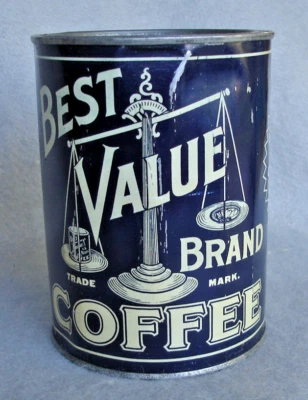 BEST
VALUE
BRAND
TRADE MARK.
COFFEE